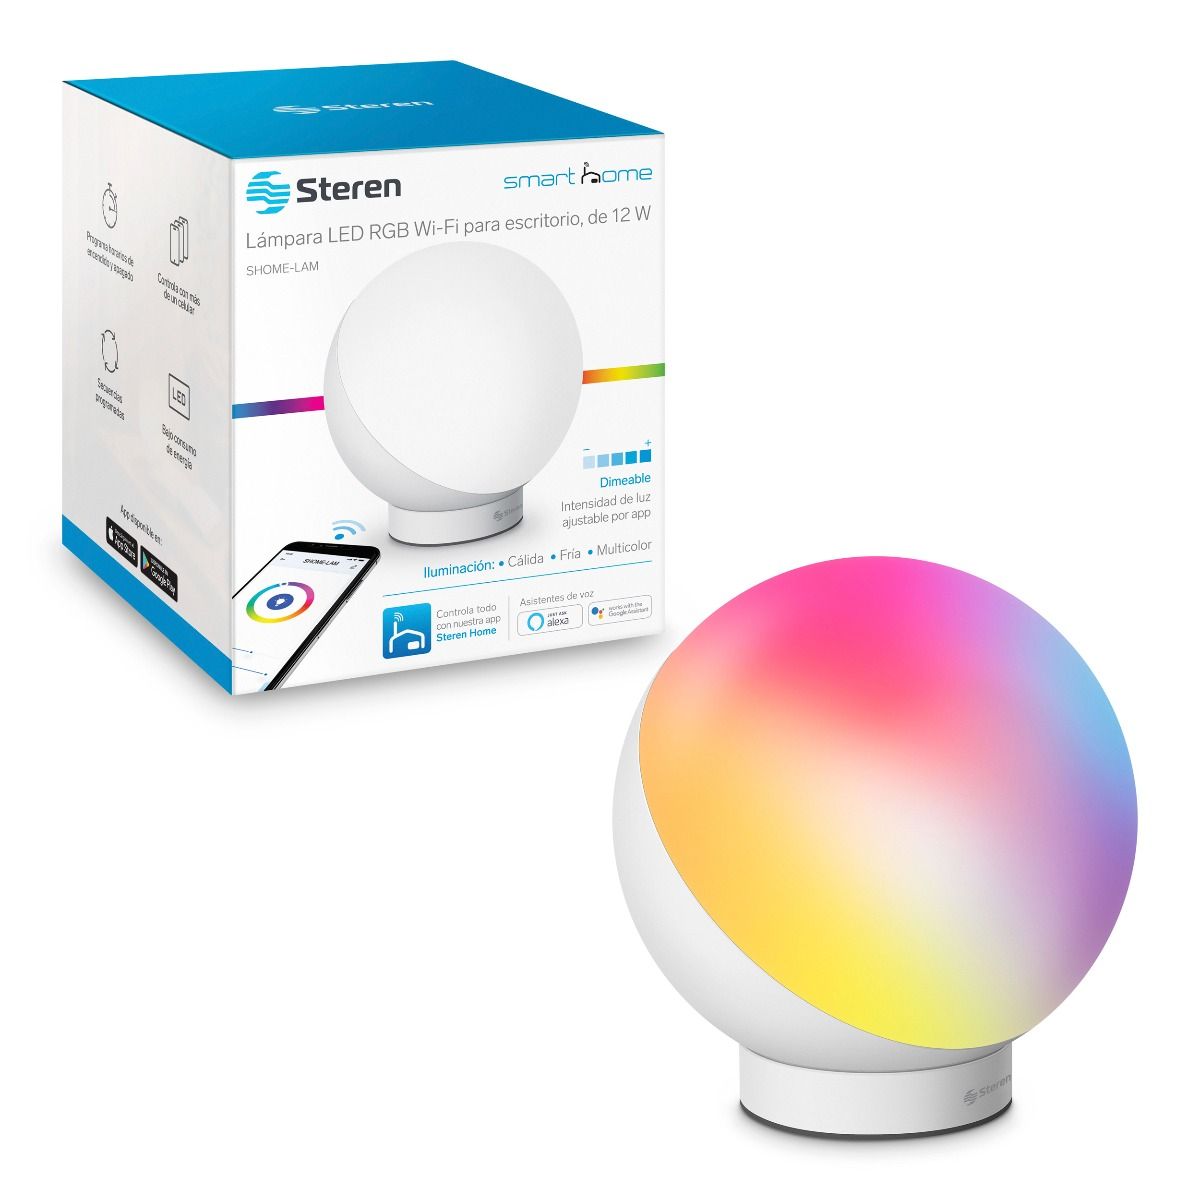 Steren
Steren
smart home
Lámpara LED RGB Wi-Fi para escritorio, de 12 W
SHOME-LAM
Programa horarios de
encendido y apagado
Controla con más
de un celular
Secuencias
programadas
LED
Bajo consumo
de energía
App disponible en:
App Store
Google Play
- +
Dimeable
Intensidad de luz
ajustable por app
Steren
Iluminación: • Cálida • Fría • Multicolor
SHOME-LAM
Controla todo
con nuestra app
Steren Home
Asistentes de voz
JUST ASK
alexa
works with the
Google Assistant
Steren